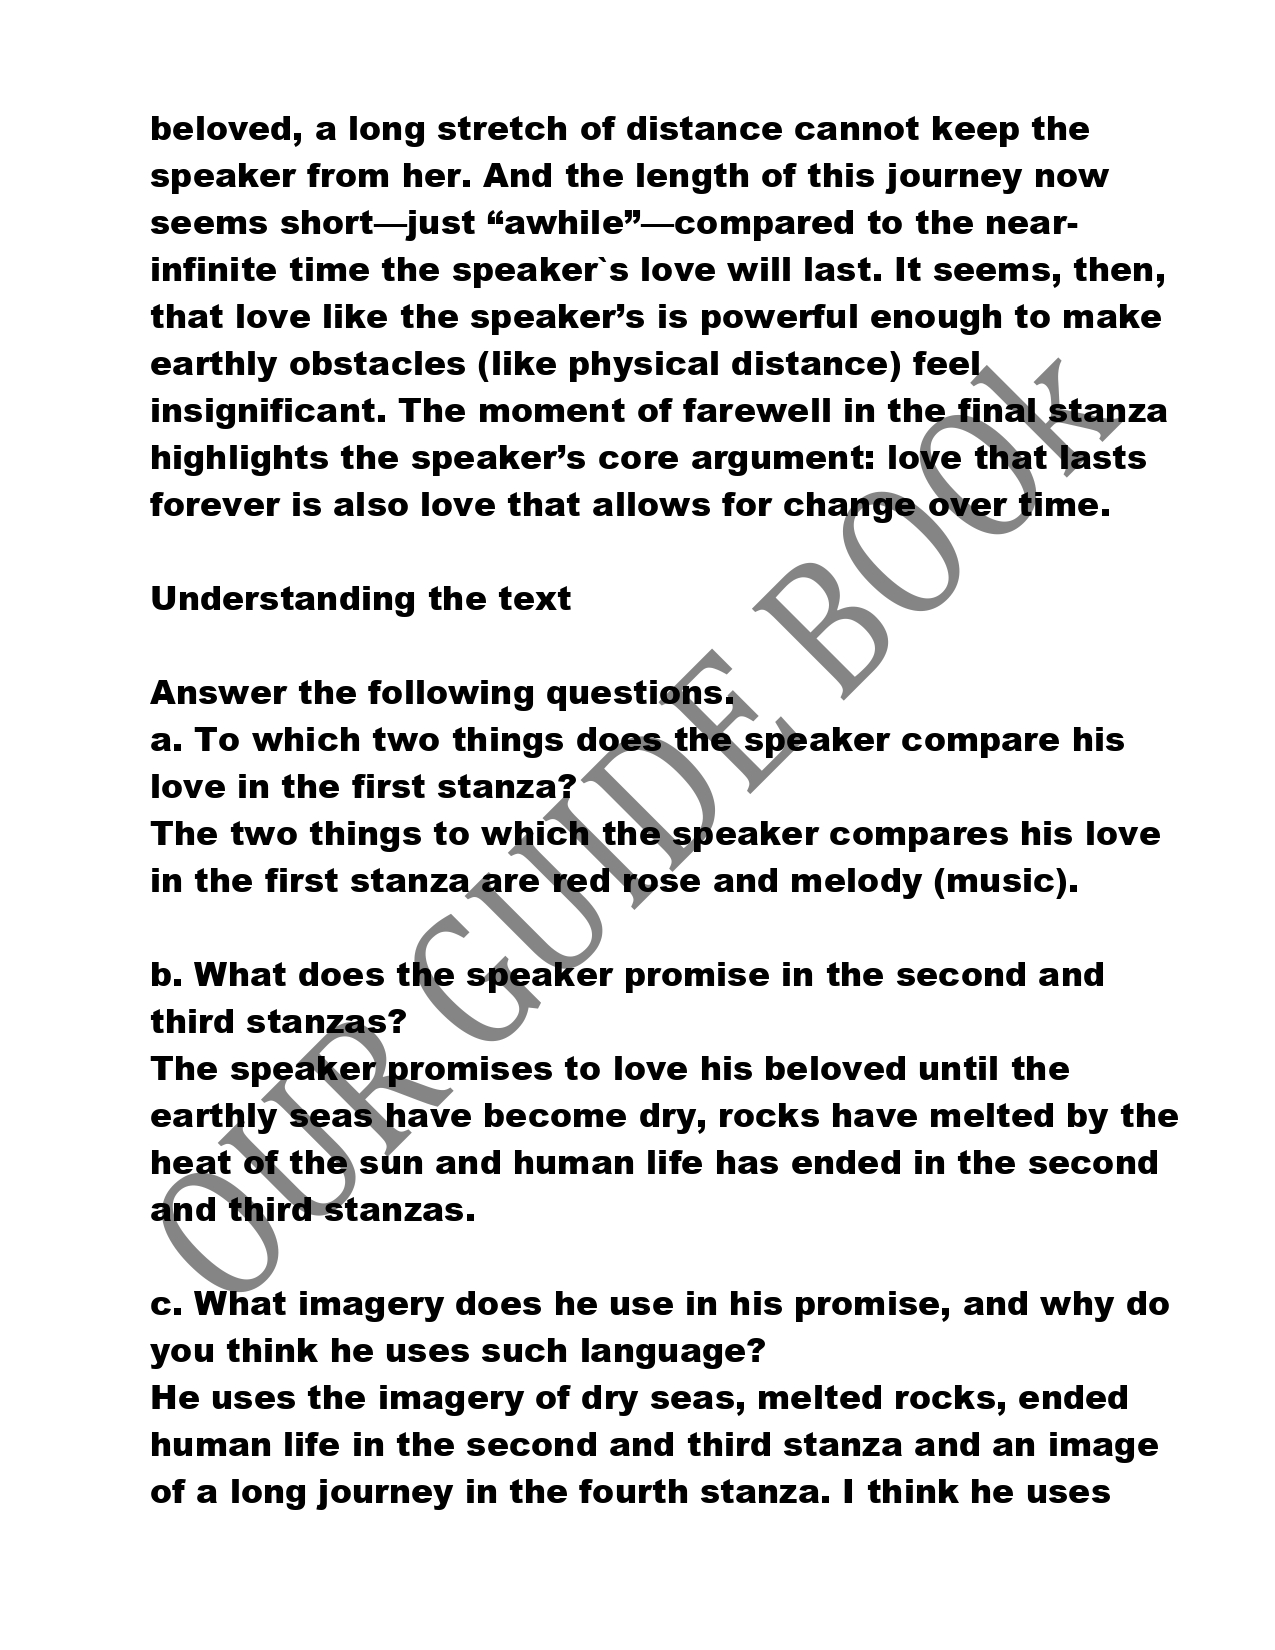 beloved, a long stretch of distance cannot keep the
speaker from her. And the length of this journey now
seems short—just “awhile”—compared to the near-
infinite time the speaker`s love will last. It seems, then,
that love like the speaker’s is powerful enough to make
earthly obstacles (like physical distance) feel
insignificant. The moment of farewell in the final stanza
highlights the speaker’s core argument: love that lasts
forever is also love that allows for change over time.
Understanding the text
Answer the following questions.
a. To which two things does the speaker compare his
love in the first stanza?
The two things to which the speaker compares his love
in the first stanza are red rose and melody (music).
b. What does the speaker promise in the second and
third stanzas?
The speaker promises to love his beloved until the
earthly seas have become dry, rocks have melted by the
heat of the sun and human life has ended in the second
and third stanzas.
c. What imagery does he use in his promise, and why do
you think he uses such language?
He uses the imagery of dry seas, melted rocks, ended
human life in the second and third stanza and an image
of a long journey in the fourth stanza. I think he uses
OUR GUIDE BOOk